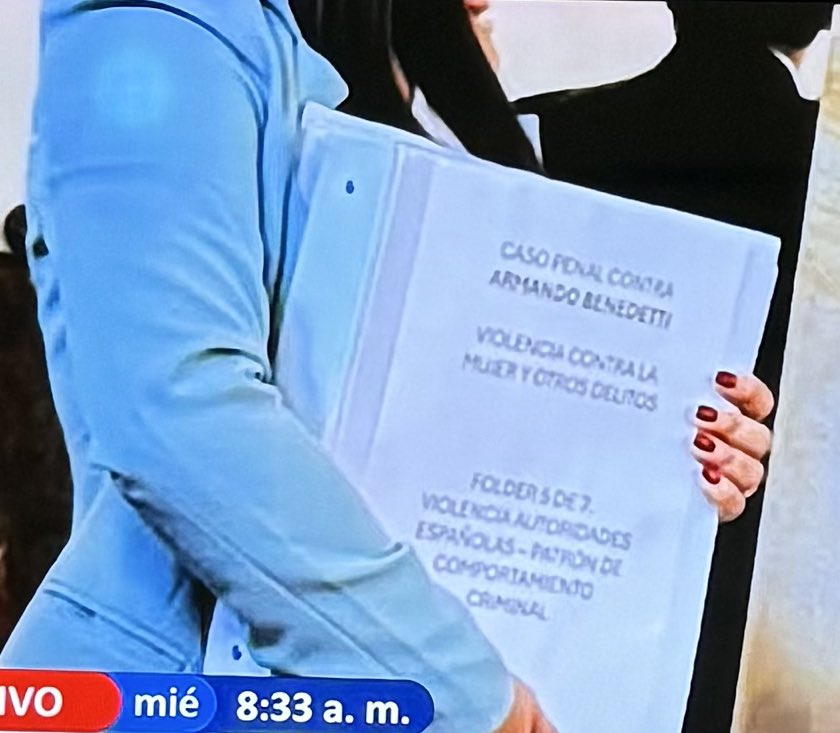 CASO PENAL CONTRA
ARMANDO BENEDETTI
VIOLENCIA CONTRA LA
MUJER Y OTROS DELITOS
FOLDER 5 DE 7.
VIOLENCIA AUTORIDADES
ESPAÑOLAS – PATRÓN DE
COMPORTAMIENTO
CRIMINAL
IVO mié 8:33 a. m.